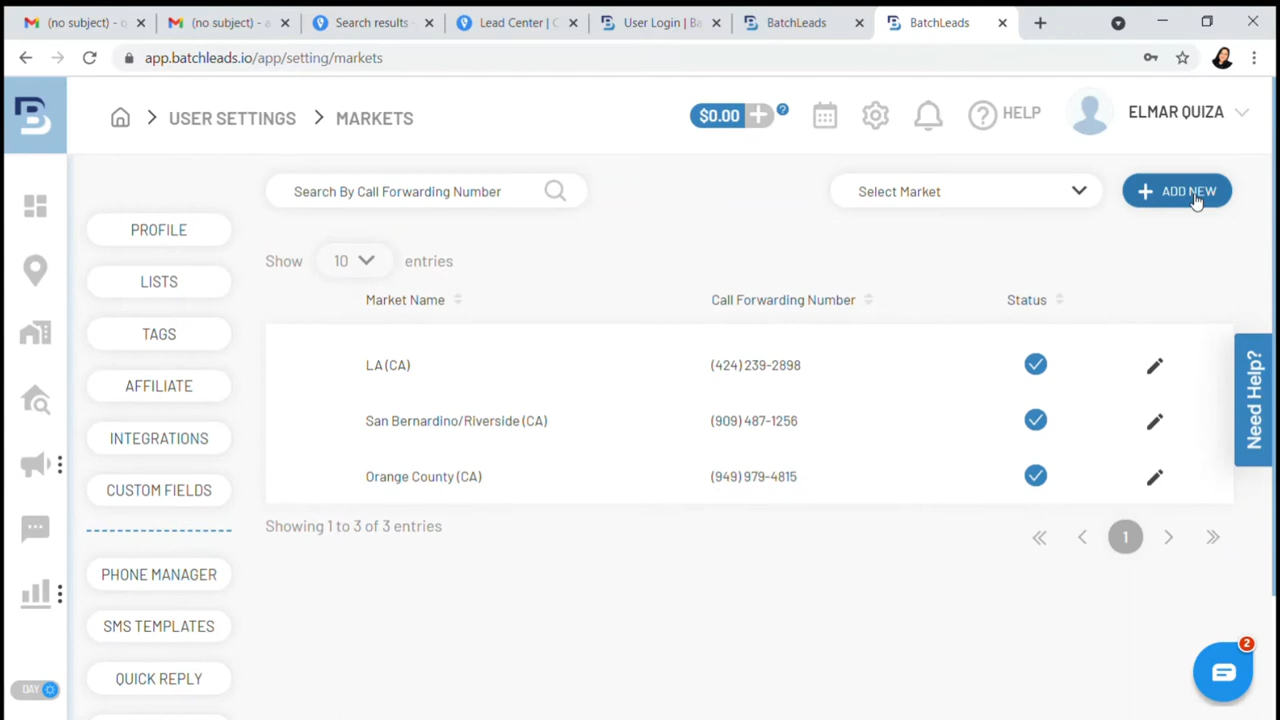 (no subject) - q
(no subject) - a
Search results -
Lead Center | C
User Login | Ba
BatchLeads
BatchLeads
app.batchleads.io/app/setting/markets
USER SETTINGS
MARKETS
$0.00
HELP
ELMAR QUIZA
Search By Call Forwarding Number
Select Market
ADD NEW
PROFILE
LISTS
TAGS
AFFILIATE
INTEGRATIONS
CUSTOM FIELDS
PHONE MANAGER
SMS TEMPLATES
QUICK REPLY
DAY
Show 10 entries
Market Name Call Forwarding Number Status
LA (CA) (424) 239-2898
San Bernardino/Riverside (CA) (909) 487-1256
Orange County (CA) (949) 979-4815
Showing 1 to 3 of 3 entries
1
Need Help?
2